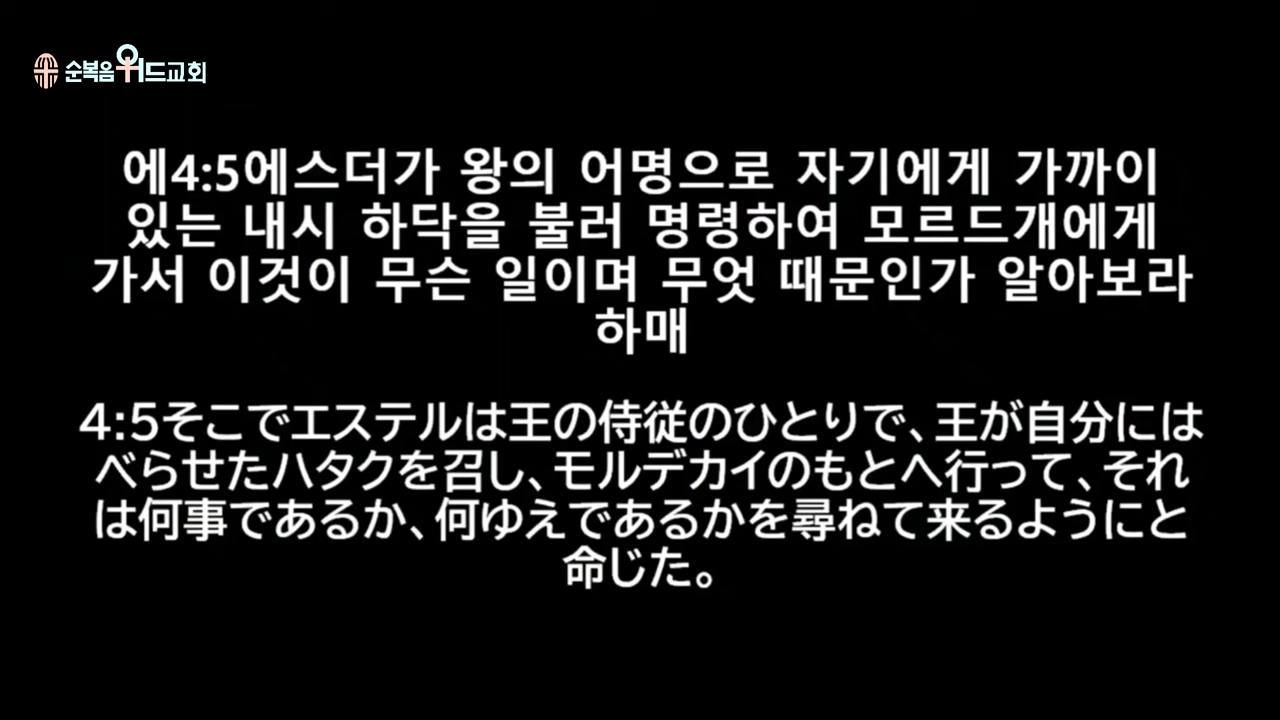 순복음위드교회
에4:5에스더가 왕의 어명으로 자기에게 가까이
있는 내시 하닥을 불러 명령하여 모르드개에게
가서 이것이 무슨 일이며 무엇 때문인가 알아보라
하매
4:5そこでエステルは王の侍従のひとりで、王が自分には
べらせたハタクを召し、モルデカイのもとへ行って、それ
は何事であるか、何ゆえであるかを尋ねて来るようにと
命じた。